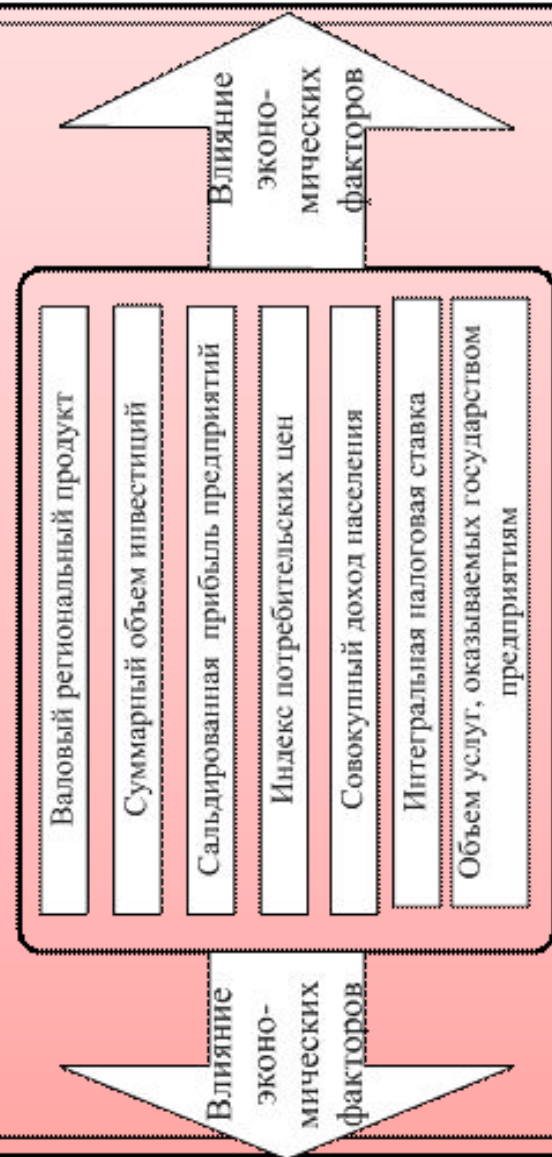 Влияние
эконо-
мических
факторов
Валовый региональный продукт
Суммарный объем инвестиций
Сальдированная прибыль предприятий
Индекс потребительских цен
Совокупный доход населения
Интегральная налоговая ставка
Объем услуг, оказываемых государством
предприятиям
Влияние
эконо-
мических
факторов